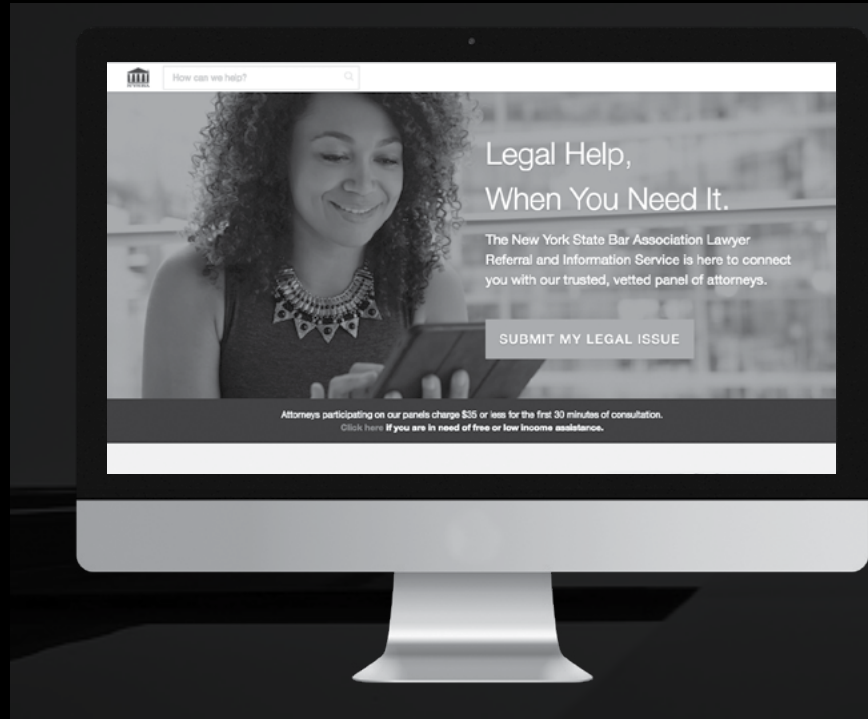 How can we help?
Legal Help,
When You Need It.
The New York State Bar Association Lawyer
Referral and Information Service is here to connect
you with our trusted, vetted panel of attorneys.
SUBMIT MY LEGAL ISSUE
Attorneys participating on our panels charge $35 or less for the first 30 minutes of consultation.
Click here if you are in need of free or low income assistance.